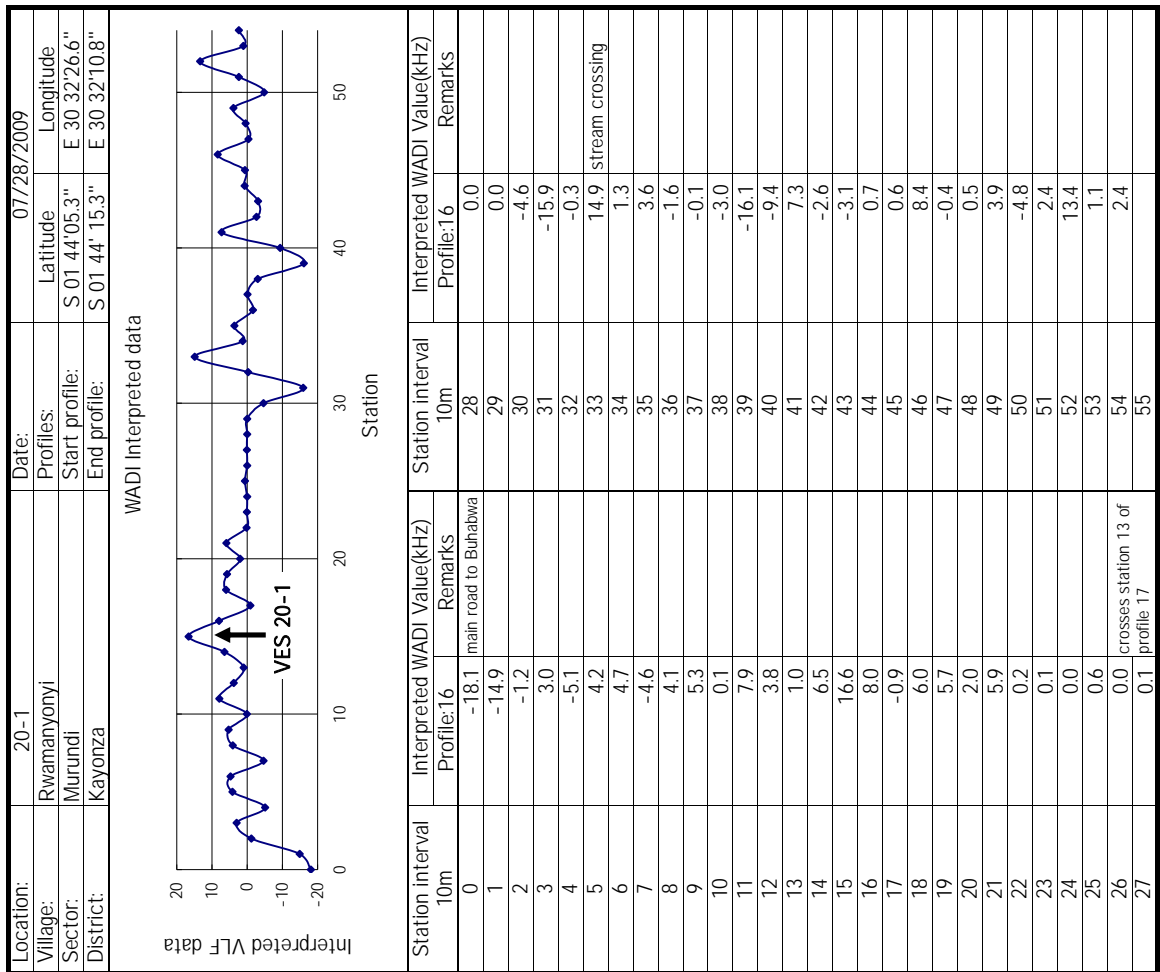 Location: 20-1 Date: 07/28/2009
Village: Rwamanyonyi Profiles: Latitude Longitude
Sector: Murundi Start profile: S 01 44'05.3" E 30 32'26.6"
District: Kayonza End profile: S 01 44' 15.3" E 30 32'10.8"
WADI Interpreted data
Interpreted VLF data
20
10
0
-10
-20
0 10 20 30 40 50
VES 20-1
Station
Station interval Interpreted WADI Value(kHz) Station interval Interpreted WADI Value(kHz)
10m Profile:16 Remarks 10m Profile:16 Remarks
0 -18.1 main road to Buhabwa 28 0.0
1 -14.9 29 0.0
2 -1.2 30 -4.6
3 3.0 31 -15.9
4 -5.1 32 -0.3
5 4.2 33 14.9 stream crossing
6 4.7 34 1.3
7 -4.6 35 3.6
8 4.1 36 -1.6
9 5.3 37 -0.1
10 0.1 38 -3.0
11 7.9 39 -16.1
12 3.8 40 -9.4
13 1.0 41 7.3
14 6.5 42 -2.6
15 16.6 43 -3.1
16 8.0 44 0.7
17 -0.9 45 0.6
18 6.0 46 8.4
19 5.7 47 -0.4
20 2.0 48 0.5
21 5.9 49 3.9
22 0.2 50 -4.8
23 0.1 51 2.4
24 0.0 52 13.4
25 0.6 53 1.1
26 0.0 crosses station 13 of 54 2.4
27 0.1 profile 17 55